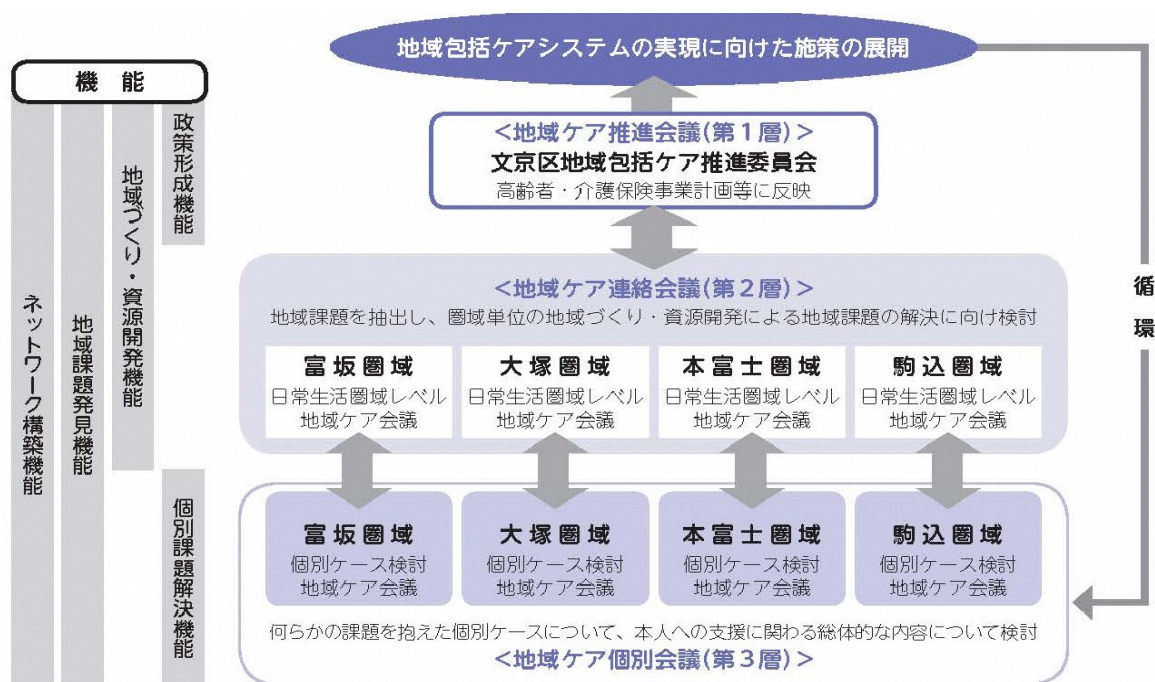 地域包括ケアシステムの実現に向けた施策の展開
機能
ネットワーク構築機能
地域課題発見機能
地域づくり・資源開発機能
政策形成機能
個別課題解決機能
＜地域ケア推進会議(第１層)＞
文京区地域包括ケア推進委員会
高齢者・介護保険事業計画等に反映
＜地域ケア連絡会議(第２層)＞
地域課題を抽出し、圏域単位の地域づくり・資源開発による地域課題の解決に向け検討
富坂圏域
日常生活圏域レベル
地域ケア会議
大塚圏域
日常生活圏域レベル
地域ケア会議
本富士圏域
日常生活圏域レベル
地域ケア会議
駒込圏域
日常生活圏域レベル
地域ケア会議
富坂圏域
個別ケース検討
地域ケア会議
大塚圏域
個別ケース検討
地域ケア会議
本富士圏域
個別ケース検討
地域ケア会議
駒込圏域
個別ケース検討
地域ケア会議
何らかの課題を抱えた個別ケースについて、本人への支援に関わる総体的な内容について検討
＜地域ケア個別会議(第３層)＞
循環